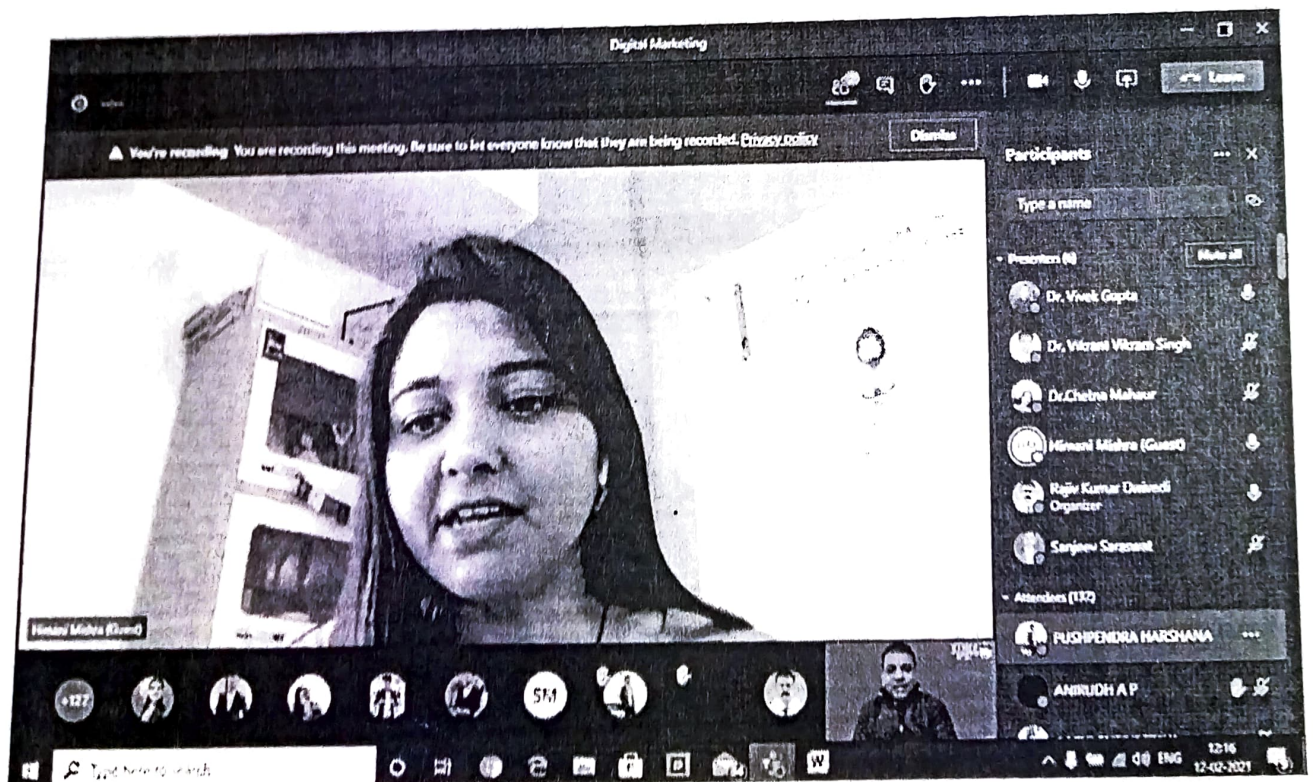 Digital Marketing
Leave
You're recording You are recording this meeting. Be sure to let everyone know that they are being recorded. Privacy policy
Dismiss
Participants
Type a name
Presenters (6)
Mute all
Dr. Vivek Gupta
Dr. Vikrant Vikram Singh
Dr.Chetna Mahaur
Himani Mishra (Guest)
Rajiv Kumar Dwivedi
Organizer
Sanjeev Saraswat
Attendees (132)
PUSHPENDRA HARSHANA
ANIRUDH A P
Himani Mishra (Guest)
+127
SM
Type here to search
W
ENG
12:16
12-02-2021